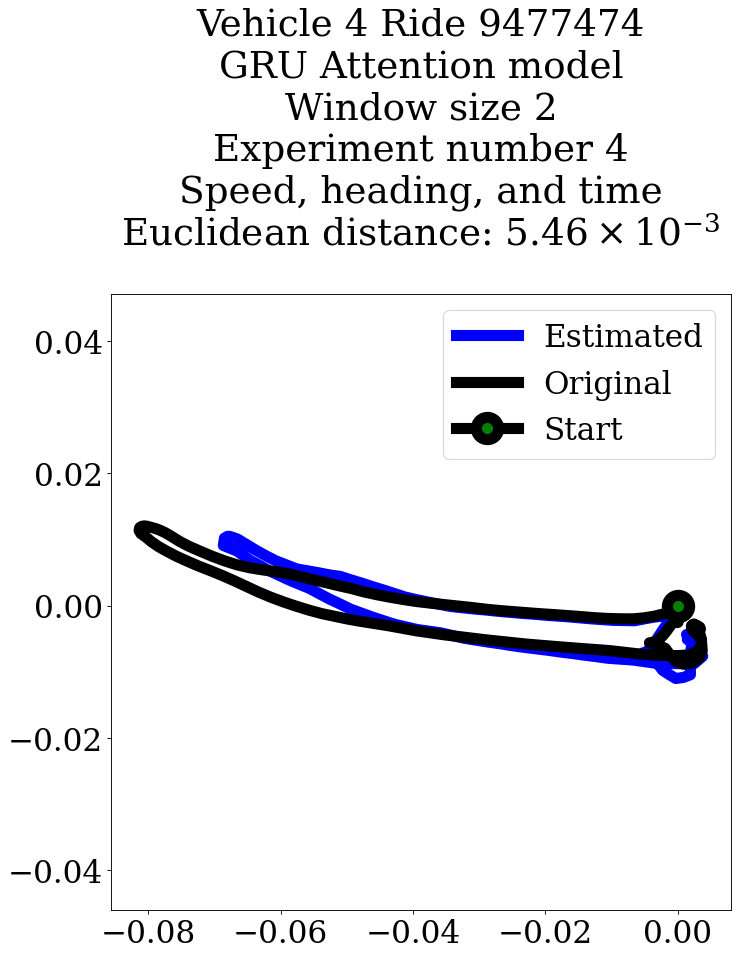 Vehicle 4 Ride 9477474
GRU Attention model
Window size 2
Experiment number 4
Speed, heading, and time
Euclidean distance: 5.46 × 10⁻³
Estimated
Original
Start
0.04
0.02
0.00
−0.02
−0.04
−0.08 −0.06 −0.04 −0.02 0.00